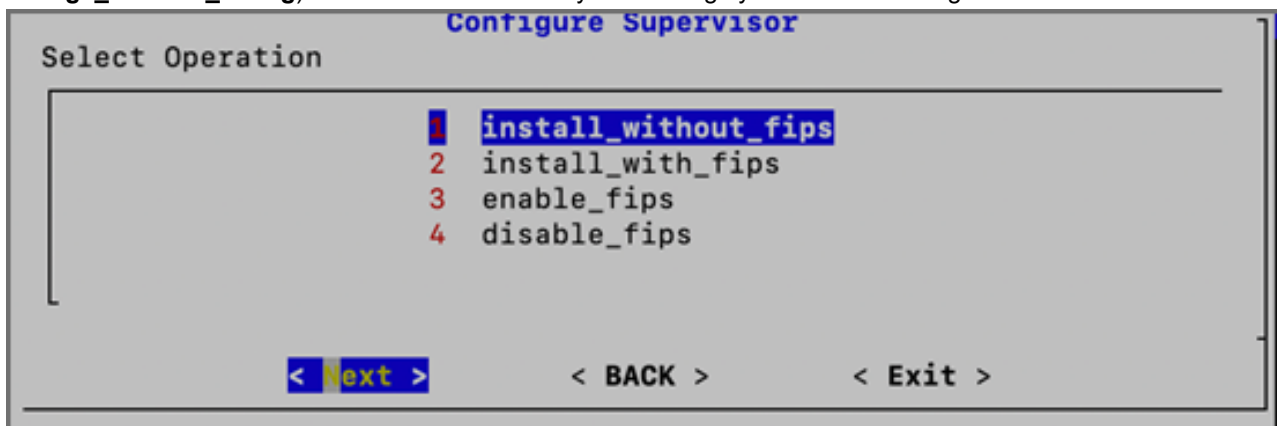 Configure Supervisor
Select Operation
1 install_without_fips
2 install_with_fips
3 enable_fips
4 disable_fips
< Next > < BACK > < Exit >